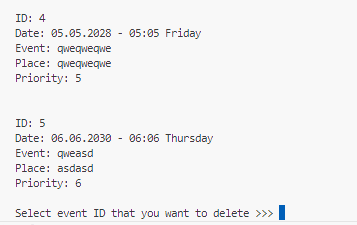 ID: 4
Date: 05.05.2028 - 05:05 Friday
Event: qweqweqwe
Place: qweqweqwe
Priority: 5
ID: 5
Date: 06.06.2030 - 06:06 Thursday
Event: qweasd
Place: asdasd
Priority: 6
Select event ID that you want to delete >>>